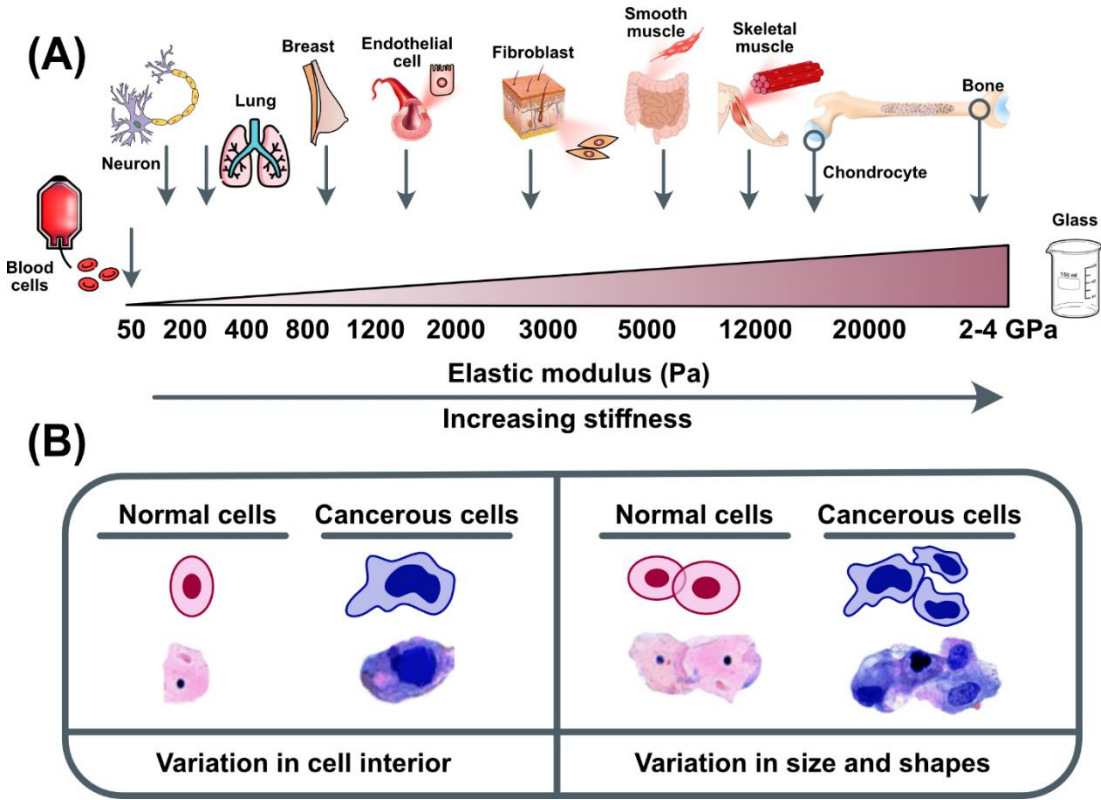 (A)
Neuron
Lung
Breast
Endothelial
cell
Fibroblast
Smooth
muscle
Skeletal
muscle
Chondrocyte
Bone
Blood
cells
Glass
50 200 400 800 1200 2000 3000 5000 12000 20000 2-4 GPa
Elastic modulus (Pa)
Increasing stiffness
(B)
Normal cells Cancerous cells Normal cells Cancerous cells
Variation in cell interior Variation in size and shapes